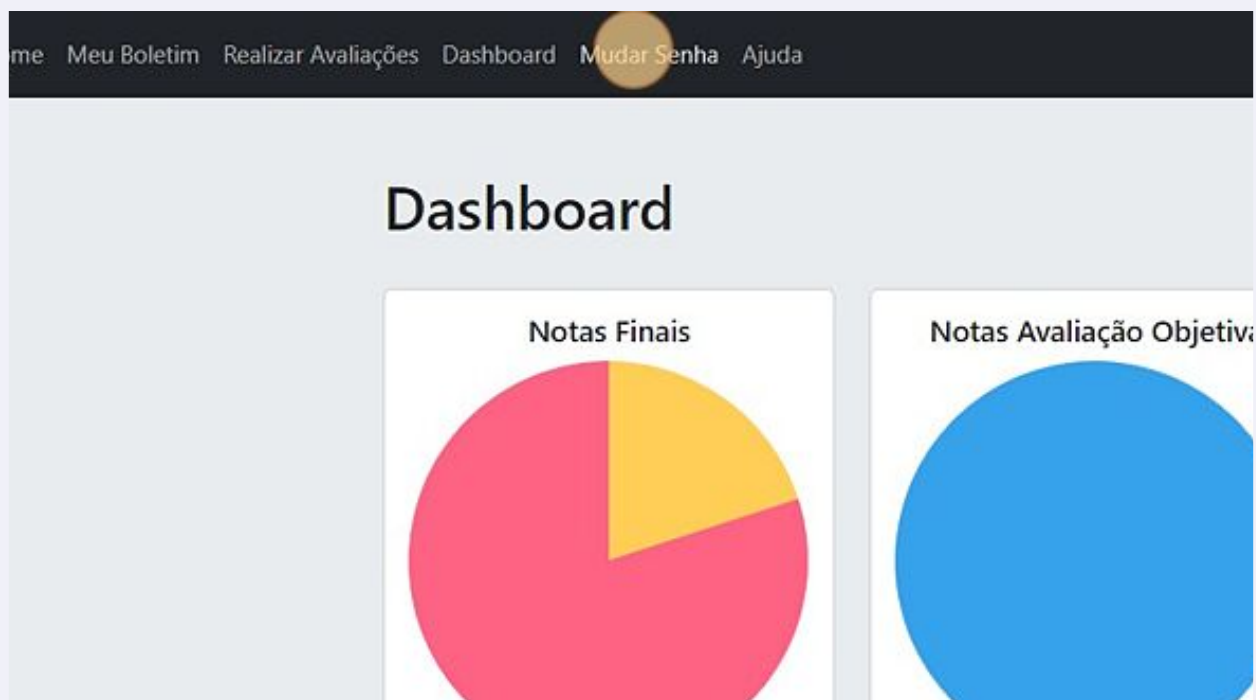 me Meu Boletim Realizar Avaliações Dashboard Mudar Senha Ajuda
Dashboard
Notas Finais
Notas Avaliação Objetiva